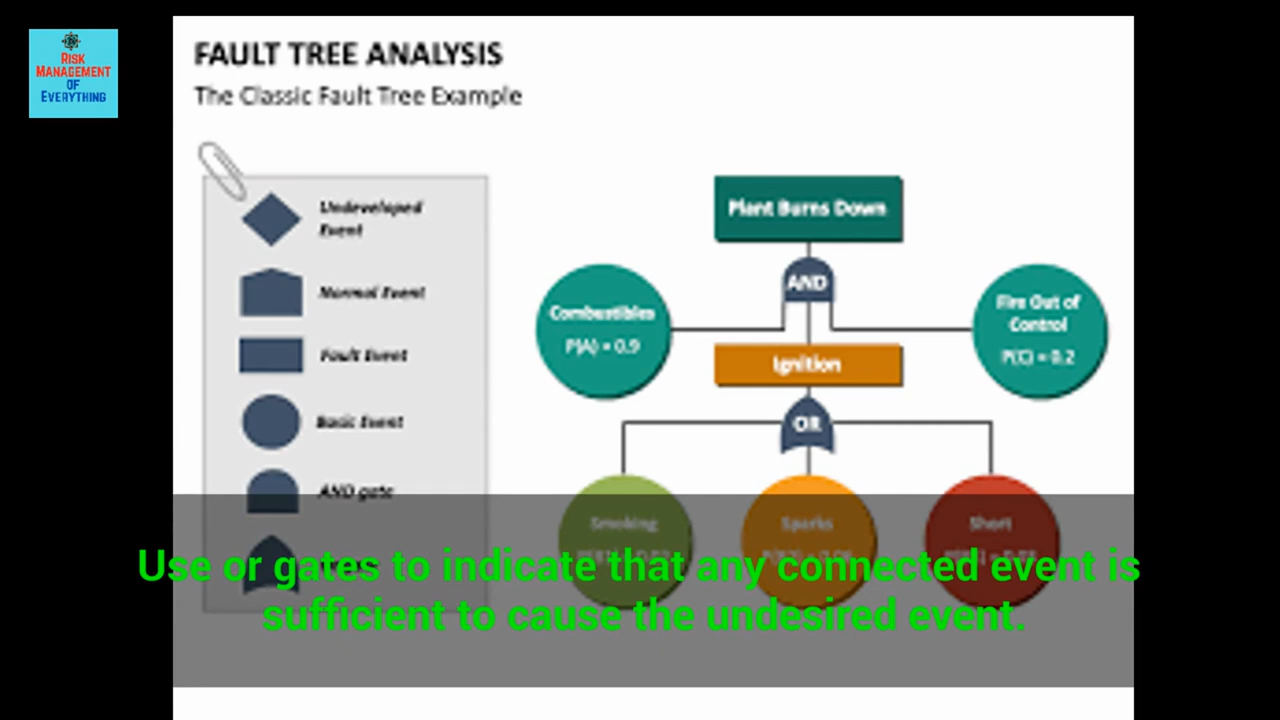 RISK
MANAGEMENT
OF
EVERYTHING
FAULT TREE ANALYSIS
The Classic Fault Tree Example
Undeveloped
Event
Normal Event
Fault Event
Basic Event
AND gate
Plant Burns Down
AND
Combustibles
P(A) = 0.9
Fire Out of
Control
P(C) = 0.2
Ignition
OR
Smoking
Sparks
Short
Use or gates to indicate that any connected event is
sufficient to cause the undesired event.